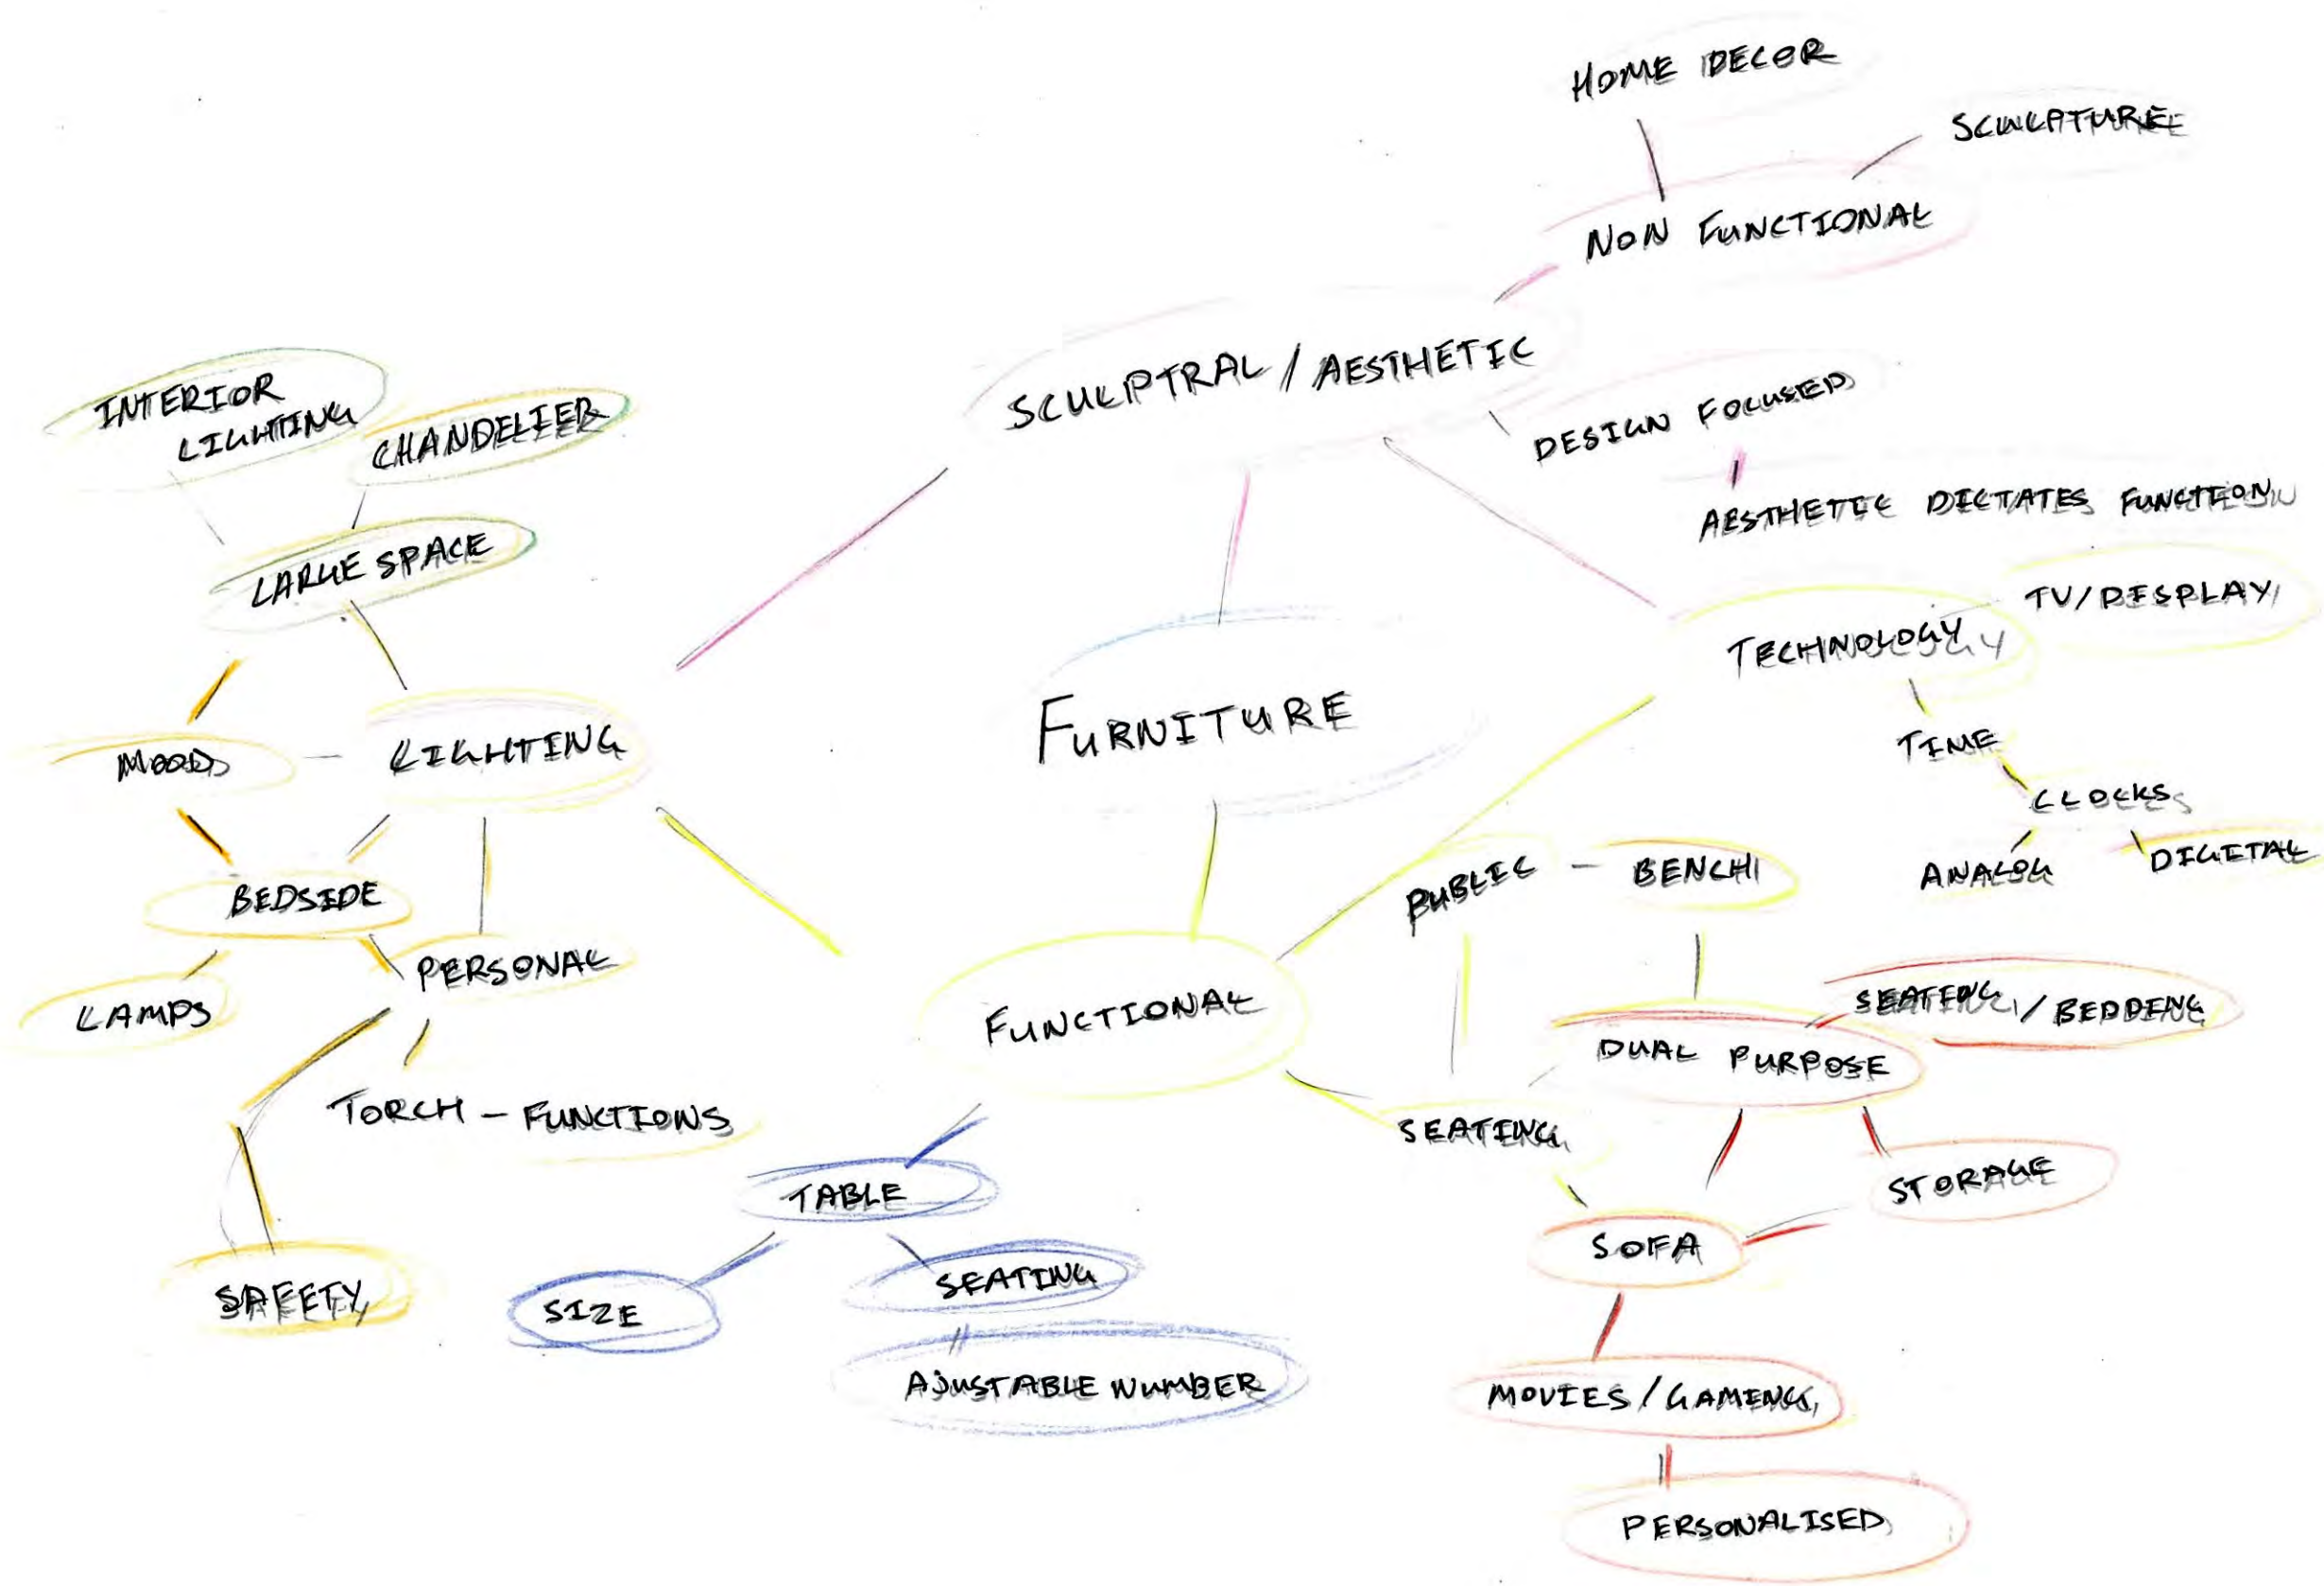 HOME DECOR
SCULPTURE
NON FUNCTIONAL
SCULPTRAL / AESTHETIC
DESIGN FOCUSED
AESTHETIC DICTATES FUNCTION
INTERIOR
LIGHTING
CHANDELIER
LARGE SPACE
TV/DISPLAY
TECHNOLOGY
FURNITURE
MOOD
LIGHTING
TIME
CLOCKS
ANALOG
DIGITAL
PUBLIC - BENCH
BEDSIDE
PERSONAL
LAMPS
FUNCTIONAL
SEATING / BEDDING
DUAL PURPOSE
TORCH - FUNCTIONS
SEATING
TABLE
STORAGE
SOFA
SAFETY
SIZE
SEATING
AJUSTABLE NUMBER
MOVIES / GAMING
PERSONALISED